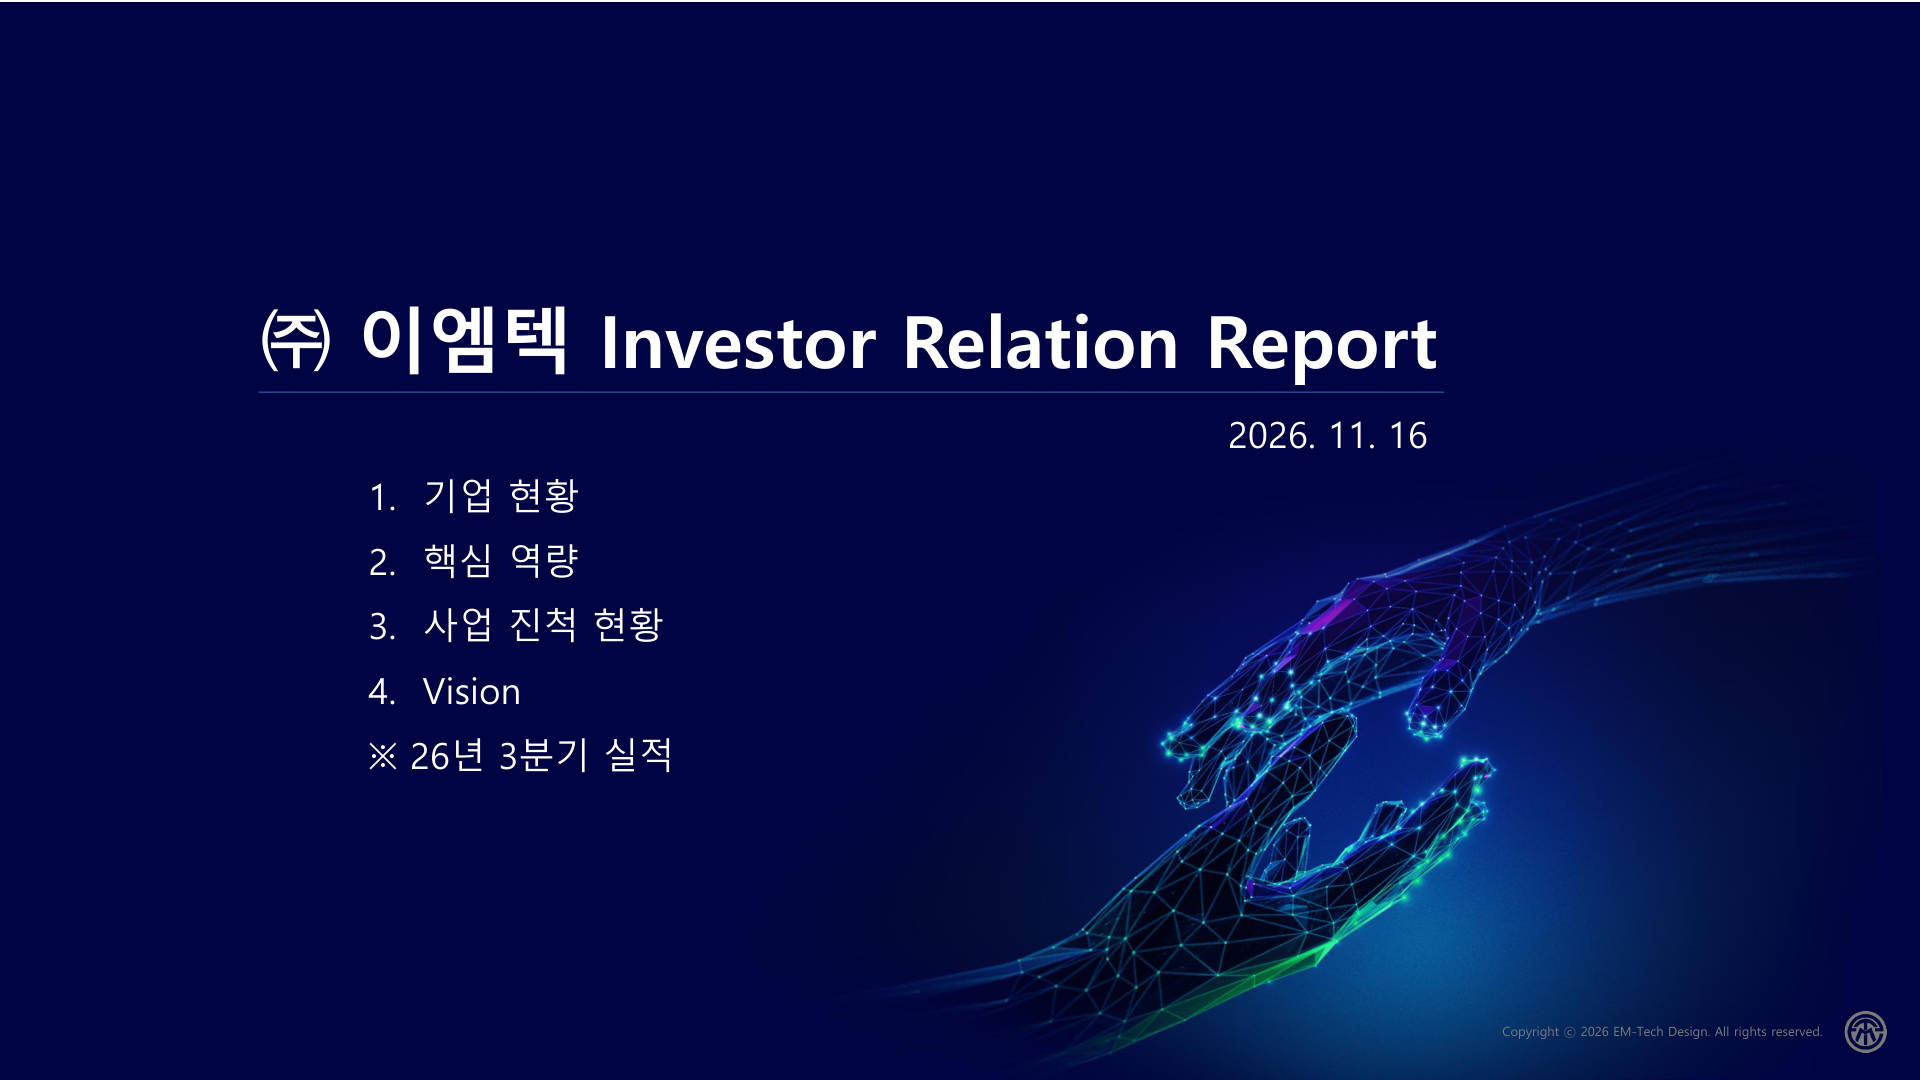 ㈜ 이엠텍 Investor Relation Report
2026. 11. 16
1. 기업 현황
2. 핵심 역량
3. 사업 진척 현황
4. Vision
※ 26년 3분기 실적
Copyright ⓒ 2026 EM-Tech Design. All rights reserved.